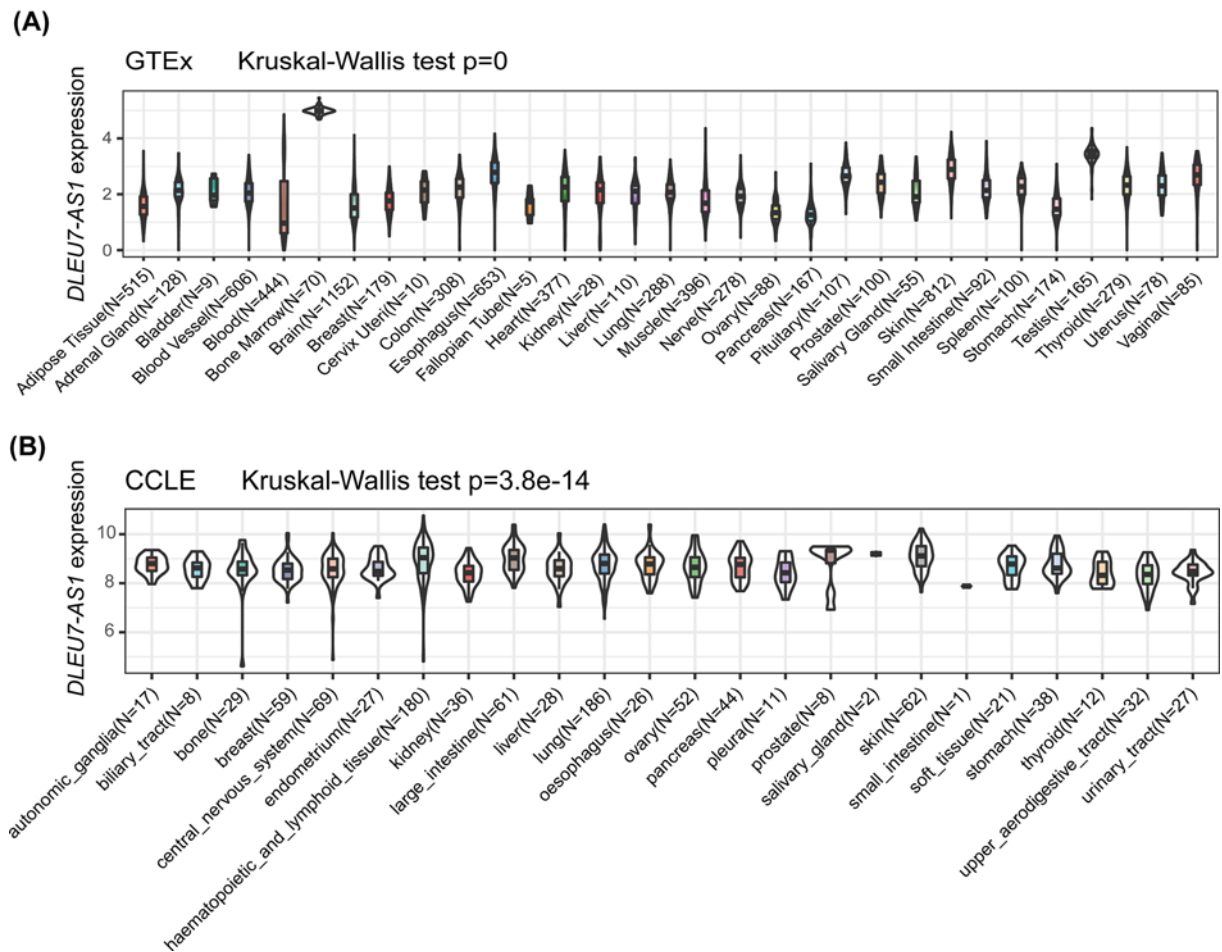 (A)
GTEx Kruskal-Wallis test p=0
DLEU7-AS1 expression
4
2
0
Adipose Tissue(N=515)
Adrenal Gland(N=128)
Bladder(N=9)
Blood Vessel(N=606)
Blood(N=444)
Bone Marrow(N=70)
Brain(N=1152)
Breast(N=179)
Cervix Uteri(N=10)
Colon(N=308)
Esophagus(N=653)
Fallopian Tube(N=5)
Heart(N=377)
Kidney(N=28)
Liver(N=110)
Lung(N=288)
Muscle(N=396)
Nerve(N=278)
Ovary(N=88)
Pancreas(N=167)
Pituitary(N=107)
Prostate(N=100)
Salivary Gland(N=55)
Skin(N=812)
Small Intestine(N=92)
Spleen(N=100)
Stomach(N=174)
Testis(N=165)
Thyroid(N=279)
Uterus(N=78)
Vagina(N=85)
(B)
CCLE Kruskal-Wallis test p=3.8e-14
DLEU7-AS1 expression
10
8
6
autonomic_ganglia(N=17)
biliary_tract(N=8)
bone(N=29)
breast(N=59)
central_nervous_system(N=69)
endometrium(N=27)
haematopoietic_and_lymphoid_tissue(N=180)
kidney(N=36)
large_intestine(N=61)
liver(N=28)
lung(N=186)
oesophagus(N=26)
ovary(N=52)
pancreas(N=44)
pleura(N=11)
prostate(N=8)
salivary_gland(N=2)
skin(N=62)
small_intestine(N=1)
soft_tissue(N=21)
stomach(N=38)
thyroid(N=12)
upper_aerodigestive_tract(N=32)
urinary_tract(N=27)